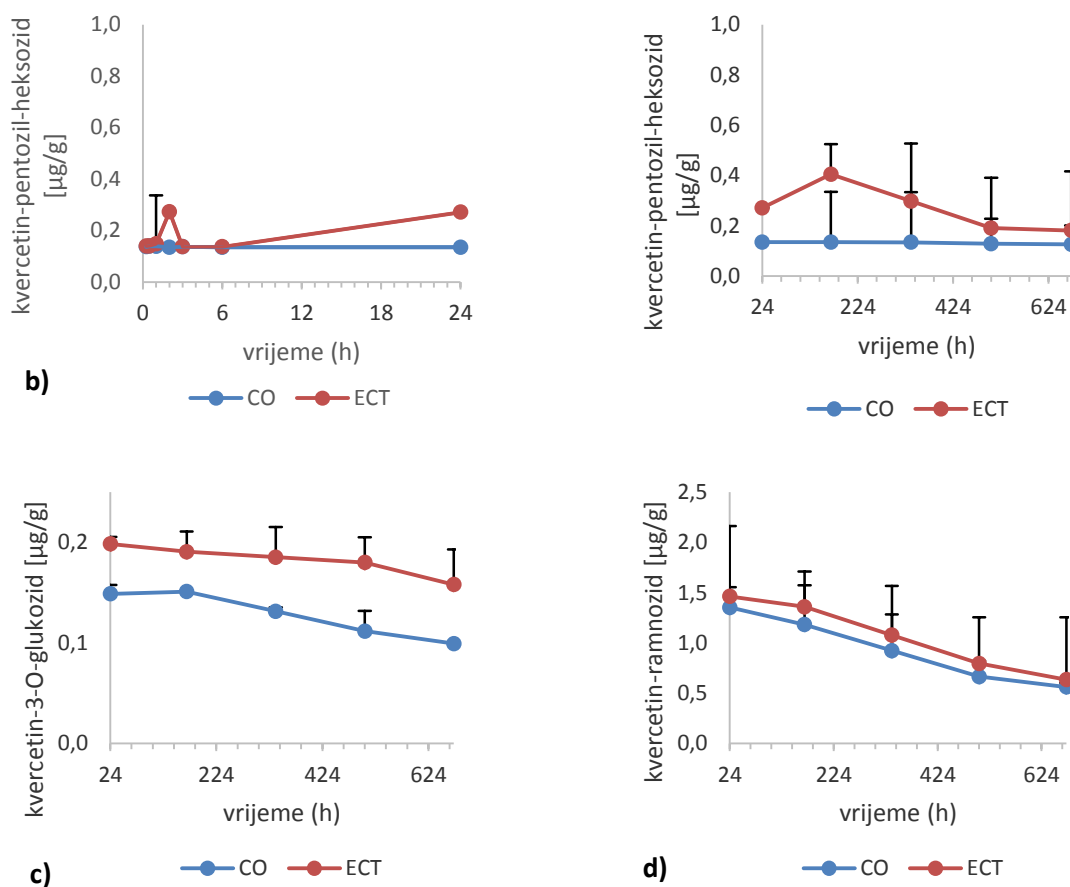 kvercetin-pentozil-heksozid
[µg/g]
1,0
0,8
0,6
0,4
0,2
0,0
0 6 12 18 24
vrijeme (h)
b)
CO ECT
kvercetin-pentozil-heksozid
[µg/g]
1,0
0,8
0,6
0,4
0,2
0,0
24 224 424 624
vrijeme (h)
CO ECT
kvercetin-3-O-glukozid [µg/g]
0,2
0,1
0,0
24 224 424 624
vrijeme (h)
c)
CO ECT
kvercetin-ramnozid [µg/g]
2,5
2,0
1,5
1,0
0,5
0,0
24 224 424 624
vrijeme (h)
d)
CO ECT